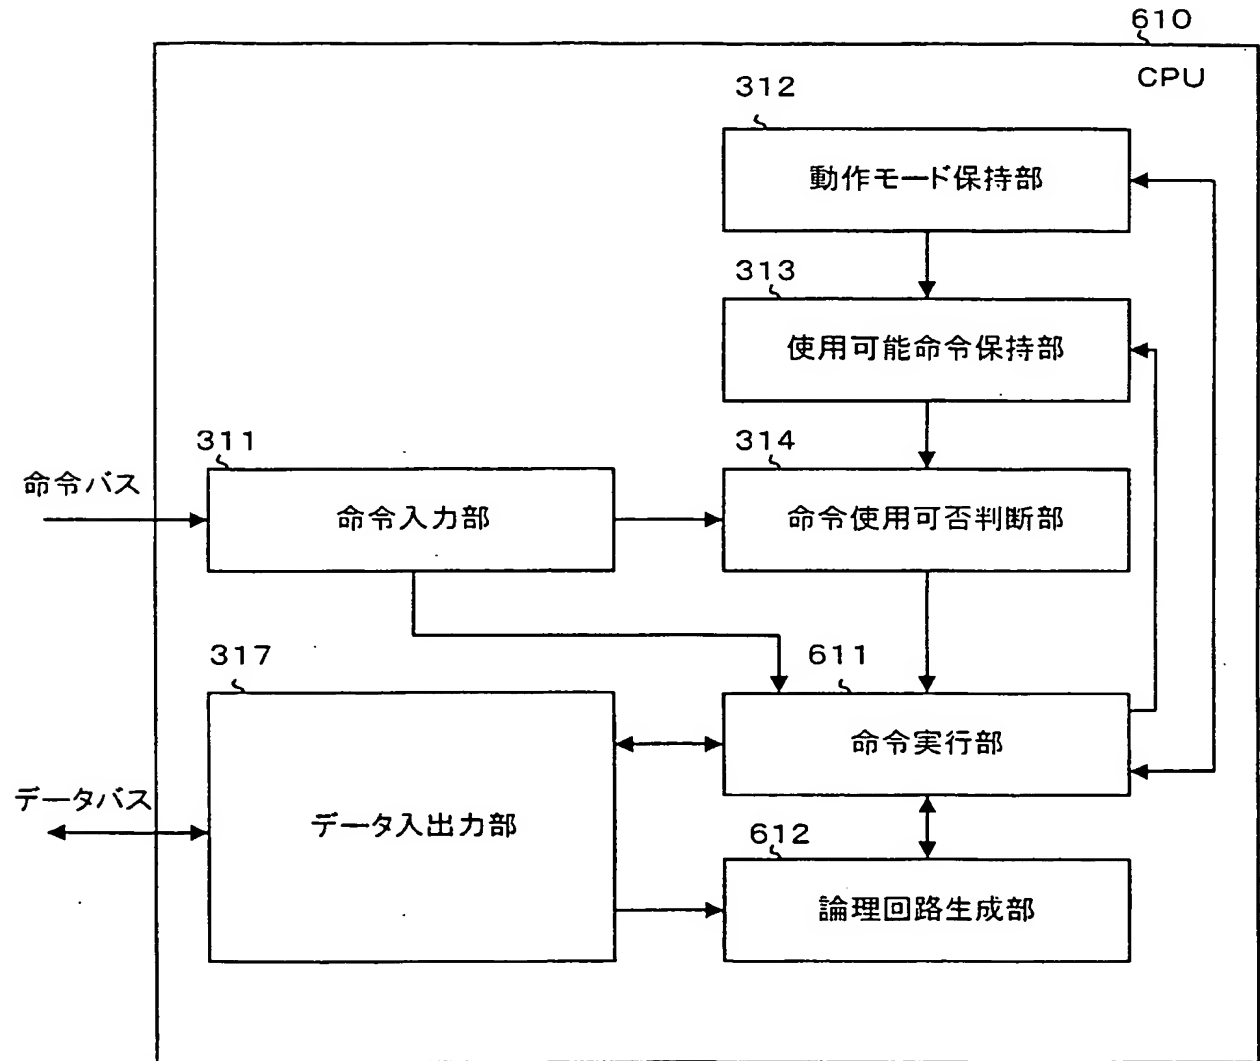 610
CPU
312
動作モード保持部
313
使用可能命令保持部
311
314
命令バス
命令入力部
命令使用可否判断部
317
611
命令実行部
データバス
データ入出力部
612
論理回路生成部